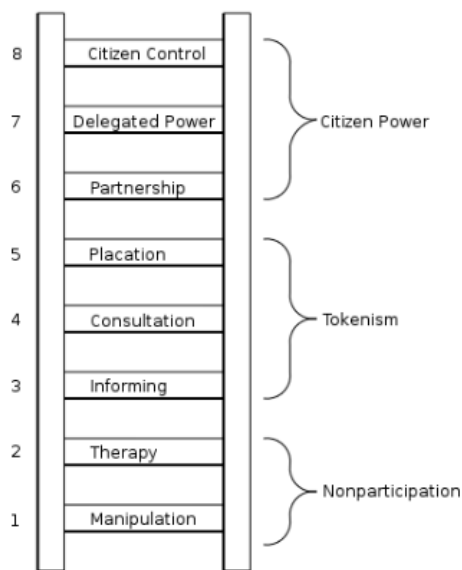 8 Citizen Control
7 Delegated Power
Citizen Power
6 Partnership
5 Placation
4 Consultation
Tokenism
3 Informing
2 Therapy
Nonparticipation
1 Manipulation